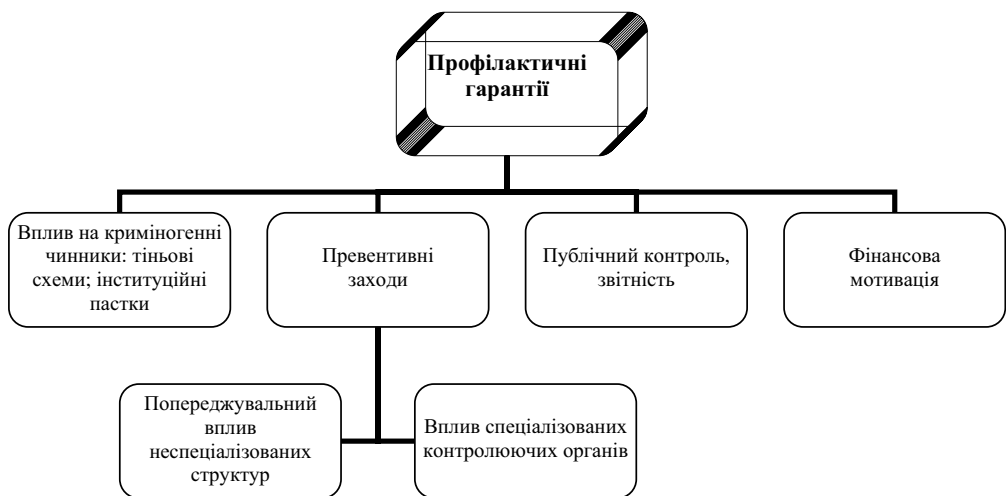 Профілактичні
гарантії
Вплив на криміногенні
чинники: тіньові
схеми; інституційні
пастки
Превентивні
заходи
Публічний контроль,
звітність
Фінансова
мотивація
Попереджувальний
вплив
неспеціалізованих
структур
Вплив спеціалізованих
контролюючих органів